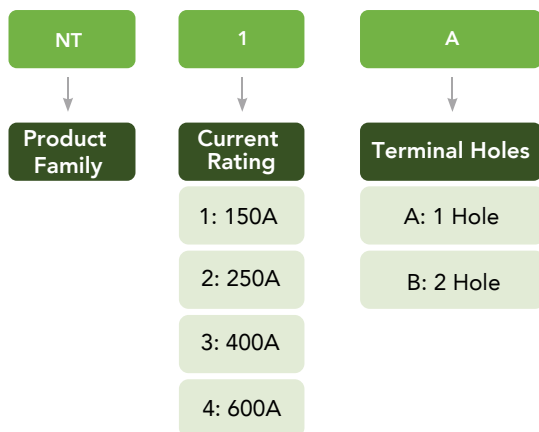 NT
1
A
Product
Family
Current
Rating
Terminal Holes
1: 150A
A: 1 Hole
2: 250A
B: 2 Hole
3: 400A
4: 600A